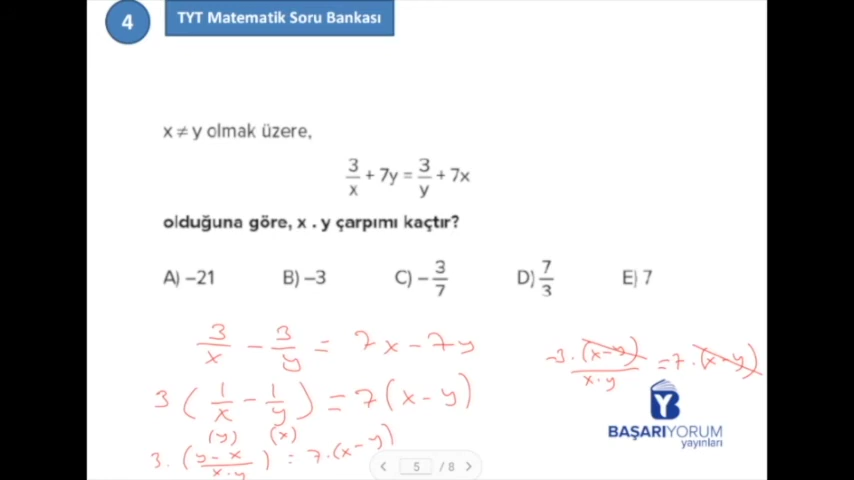 4 TYT Matematik Soru Bankası
x ≠ y olmak üzere,
3/x + 7y = 3/y + 7x
olduğuna göre, x . y çarpımı kaçtır?
A) −21 B) −3 C) −3/7 D) 7/3 E) 7
3/x − 3/y = 7x − 7y
3 ( 1/x − 1/y ) = 7 ( x − y )
(y) (x)
3. ( y − x / x.y ) = 7.(x − y)
−3.(x−y) / x.y = 7.(x−y)
BAŞARIYORUM
yayınları
< 5 / 8 >